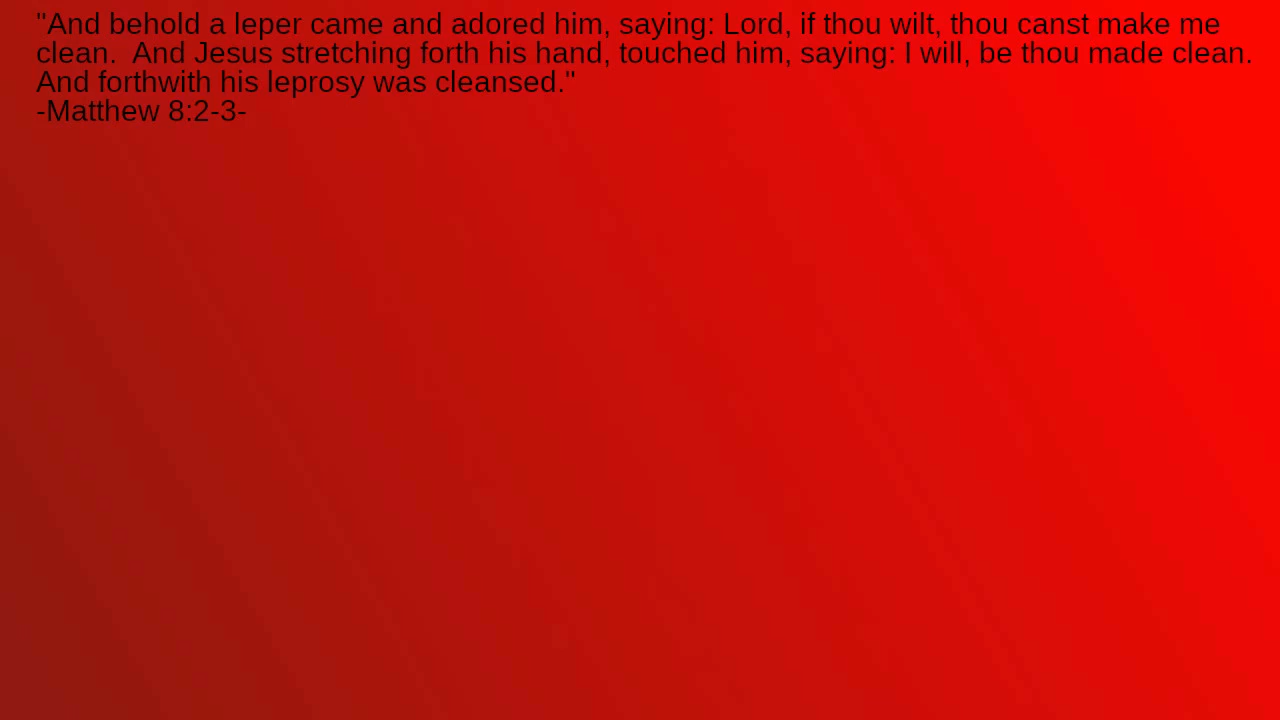 "And behold a leper came and adored him, saying: Lord, if thou wilt, thou canst make me
clean.  And Jesus stretching forth his hand, touched him, saying: I will, be thou made clean.
And forthwith his leprosy was cleansed."
-Matthew 8:2-3-